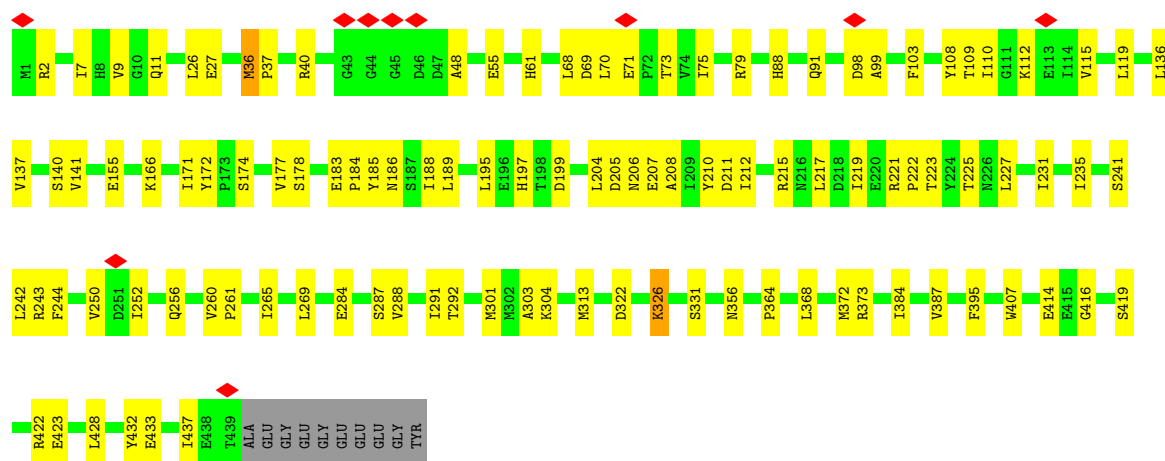 M1 R2 I7 H8 V9 G10 Q11 L26 E27 M36 P37 R40 G43 G44 G45 D46 D47 A48 E55 H61 L68 D69 L70 E71 P72 T73 V74 I75 R79 H88 Q91 D98 A99 F103 Y108 T109 I110 G111 K112 E113 I114 V115 L119 L136
V137 S140 V141 E155 K166 I171 Y172 P173 S174 V177 S178 E183 P184 Y185 N186 S187 I188 L189 L195 E196 H197 T198 D199 L204 D205 N206 E207 A208 I209 Y210 D211 I212 R215 N216 L217 D218 I219 E220 R221 P222 T223 Y224 T225 N226 L227 I231 I235 S241
L242 R243 F244 V250 D251 I252 Q256 V260 P261 I265 L269 E284 S287 V288 I291 T292 M301 M302 A303 K304 M313 D322 K326 S331 N356 P364 L368 M372 R373 I384 V387 F395 W407 E414 E415 G416 S419
R422 E423 L428 Y432 E433 I437 E438 T439 ALA GLU GLY GLU GLY GLU GLU GLU GLY TYR